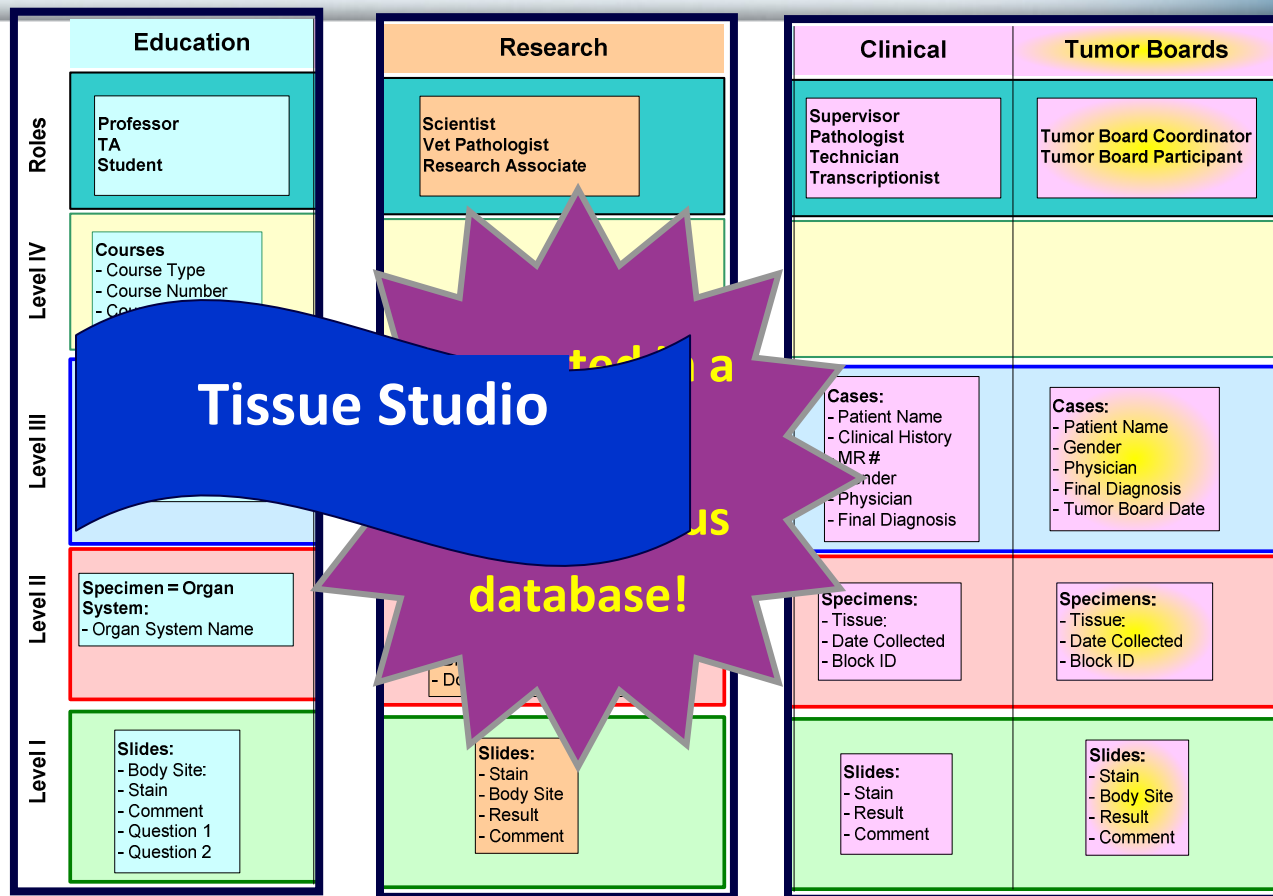 Education
Research
Clinical
Tumor Boards
Roles
Professor
TA
Student
Scientist
Vet Pathologist
Research Associate
Supervisor
Pathologist
Technician
Transcriptionist
Tumor Board Coordinator
Tumor Board Participant
Level IV
Courses
- Course Type
- Course Number
Tissue Studio
a
database!
Level III
Cases:
- Patient Name
- Clinical History
MR #
- Physician
- Final Diagnosis
Cases:
- Patient Name
- Gender
- Physician
- Final Diagnosis
- Tumor Board Date
Level II
Specimen = Organ
System:
- Organ System Name
Specimens:
- Tissue:
- Date Collected
- Block ID
Specimens:
- Tissue:
- Date Collected
- Block ID
Level I
Slides:
- Body Site:
- Stain
- Comment
- Question 1
- Question 2
Slides:
- Stain
- Body Site
- Result
- Comment
Slides:
- Stain
- Result
- Comment
Slides:
- Stain
- Body Site
- Result
- Comment